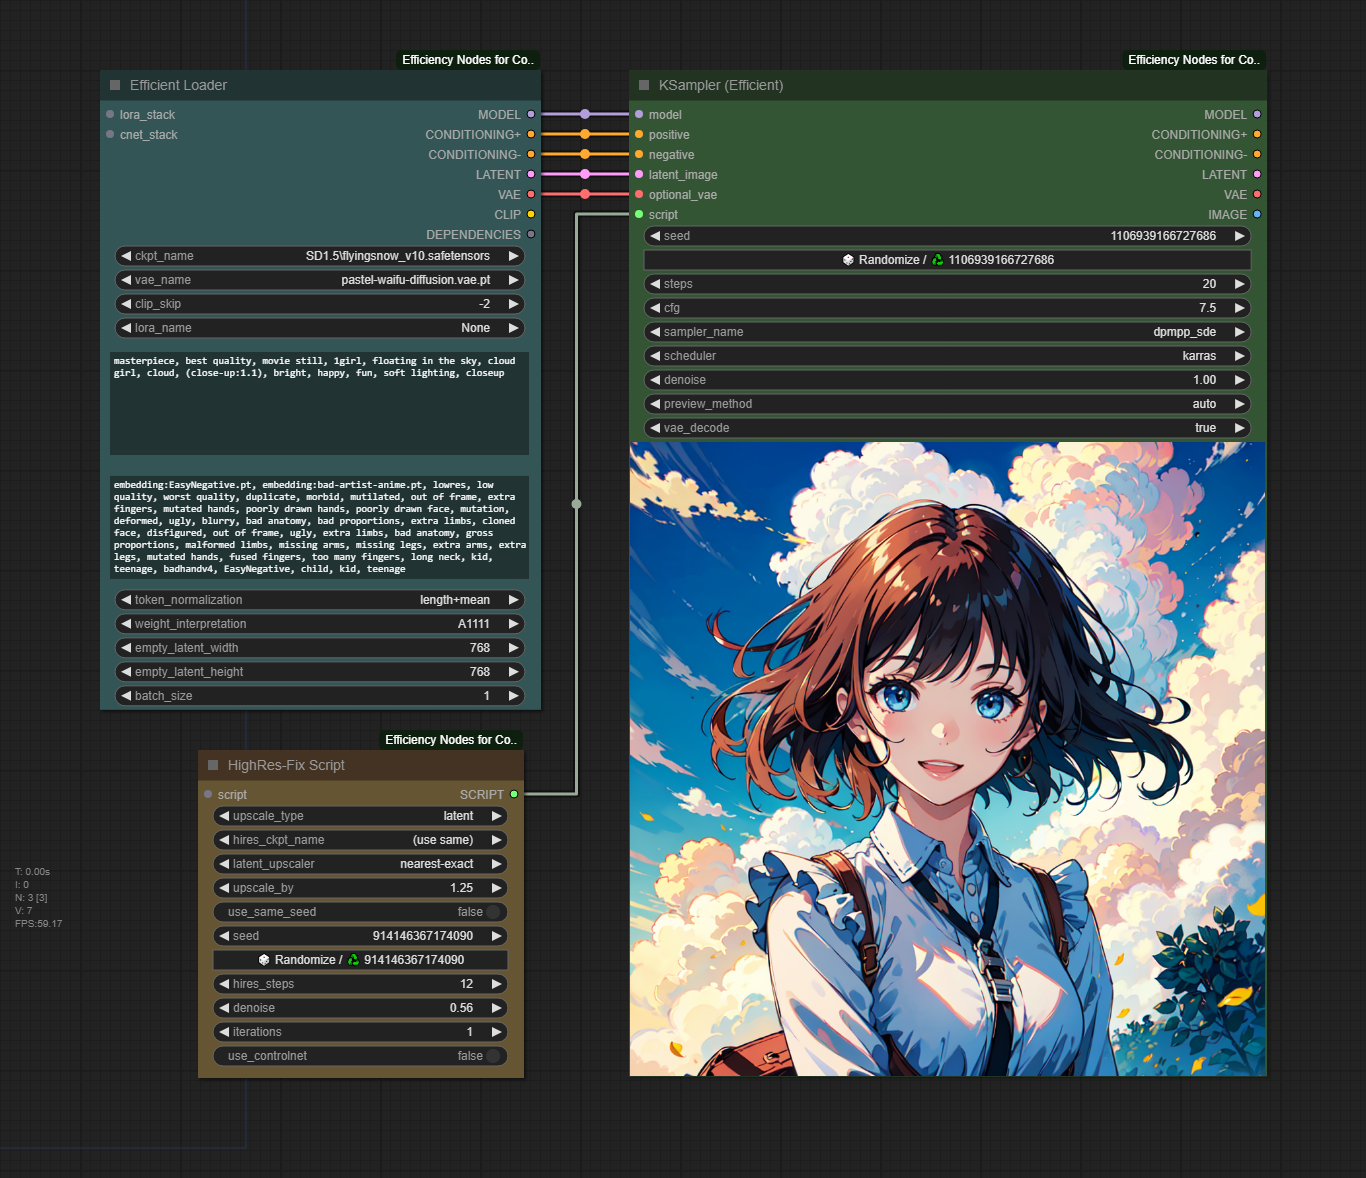 Efficiency Nodes for Co..
Efficient Loader
lora_stack MODEL
cnet_stack CONDITIONING+
CONDITIONING-
LATENT
VAE
CLIP
DEPENDENCIES
ckpt_name SD1.5\flyingsnow_v10.safetensors
vae_name pastel-waifu-diffusion.vae.pt
clip_skip -2
lora_name None
masterpiece, best quality, movie still, 1girl, floating in the sky, cloud
girl, cloud, (close-up:1.1), bright, happy, fun, soft lighting, closeup
embedding:EasyNegative.pt, embedding:bad-artist-anime.pt, lowres, low
quality, worst quality, duplicate, morbid, mutilated, out of frame, extra
fingers, mutated hands, poorly drawn hands, poorly drawn face, mutation,
deformed, ugly, blurry, bad anatomy, bad proportions, extra limbs, cloned
face, disfigured, out of frame, ugly, extra limbs, bad anatomy, gross
proportions, malformed limbs, missing arms, missing legs, extra arms, extra
legs, mutated hands, fused fingers, too many fingers, long neck, kid,
teenage, badhandv4, EasyNegative, child, kid, teenage
token_normalization length+mean
weight_interpretation A1111
empty_latent_width 768
empty_latent_height 768
batch_size 1
Efficiency Nodes for Co..
HighRes-Fix Script
script SCRIPT
upscale_type latent
hires_ckpt_name (use same)
latent_upscaler nearest-exact
upscale_by 1.25
use_same_seed false
seed 914146367174090
Randomize / 914146367174090
hires_steps 12
denoise 0.56
iterations 1
use_controlnet false
Efficiency Nodes for Co..
KSampler (Efficient)
model MODEL
positive CONDITIONING+
negative CONDITIONING-
latent_image LATENT
optional_vae VAE
script IMAGE
seed 1106939166727686
Randomize / 1106939166727686
steps 20
cfg 7.5
sampler_name dpmpp_sde
scheduler karras
denoise 1.00
preview_method auto
vae_decode true
T: 0.00s
I: 0
N: 3 [3]
V: 7
FPS:59.17